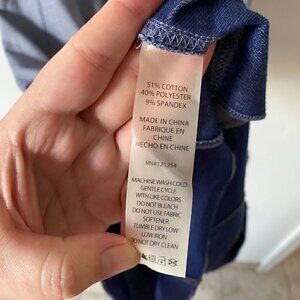 51% COTTON
40% POLYESTER
9% SPANDEX
MADE IN CHINA
FABRIQUE EN
CHINE
HECHO EN CHINE
RN#121254
MACHINE WASH COLD
GENTLE CYCLE
WITH LIKE COLORS
DO NOT BLEACH
DO NOT USE FABRIC
SOFTENER
TUMBLE DRY LOW
LOW IRON
DO NOT DRY CLEAN